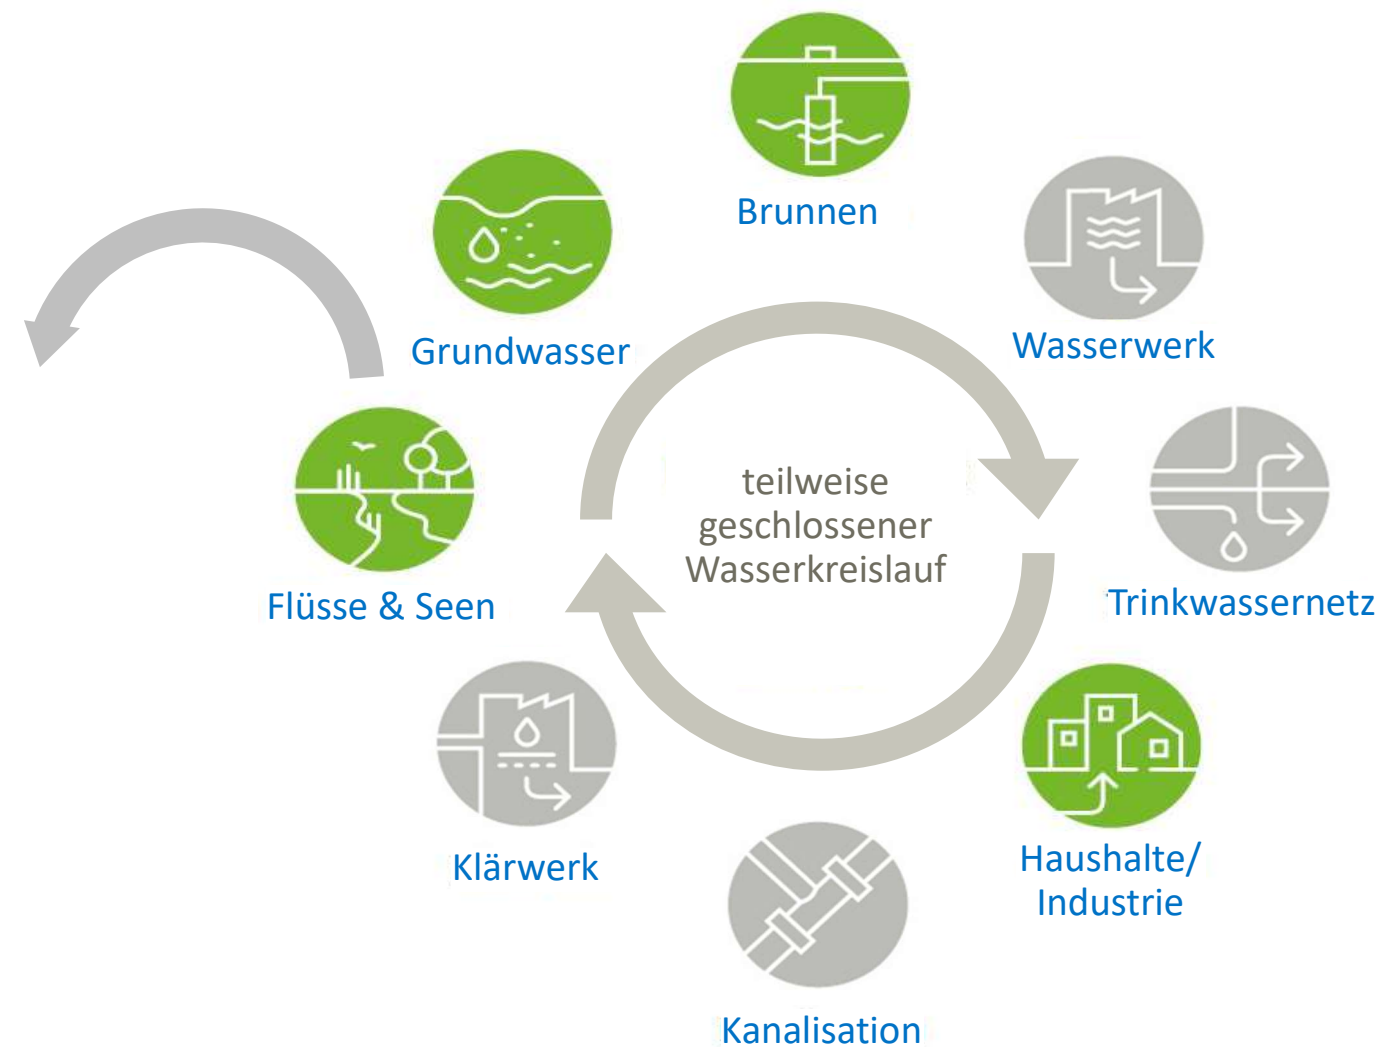 Brunnen
Grundwasser
Wasserwerk
teilweise
geschlossener
Wasserkreislauf
Flüsse & Seen
Trinkwassernetz
Klärwerk
Haushalte/
Industrie
Kanalisation